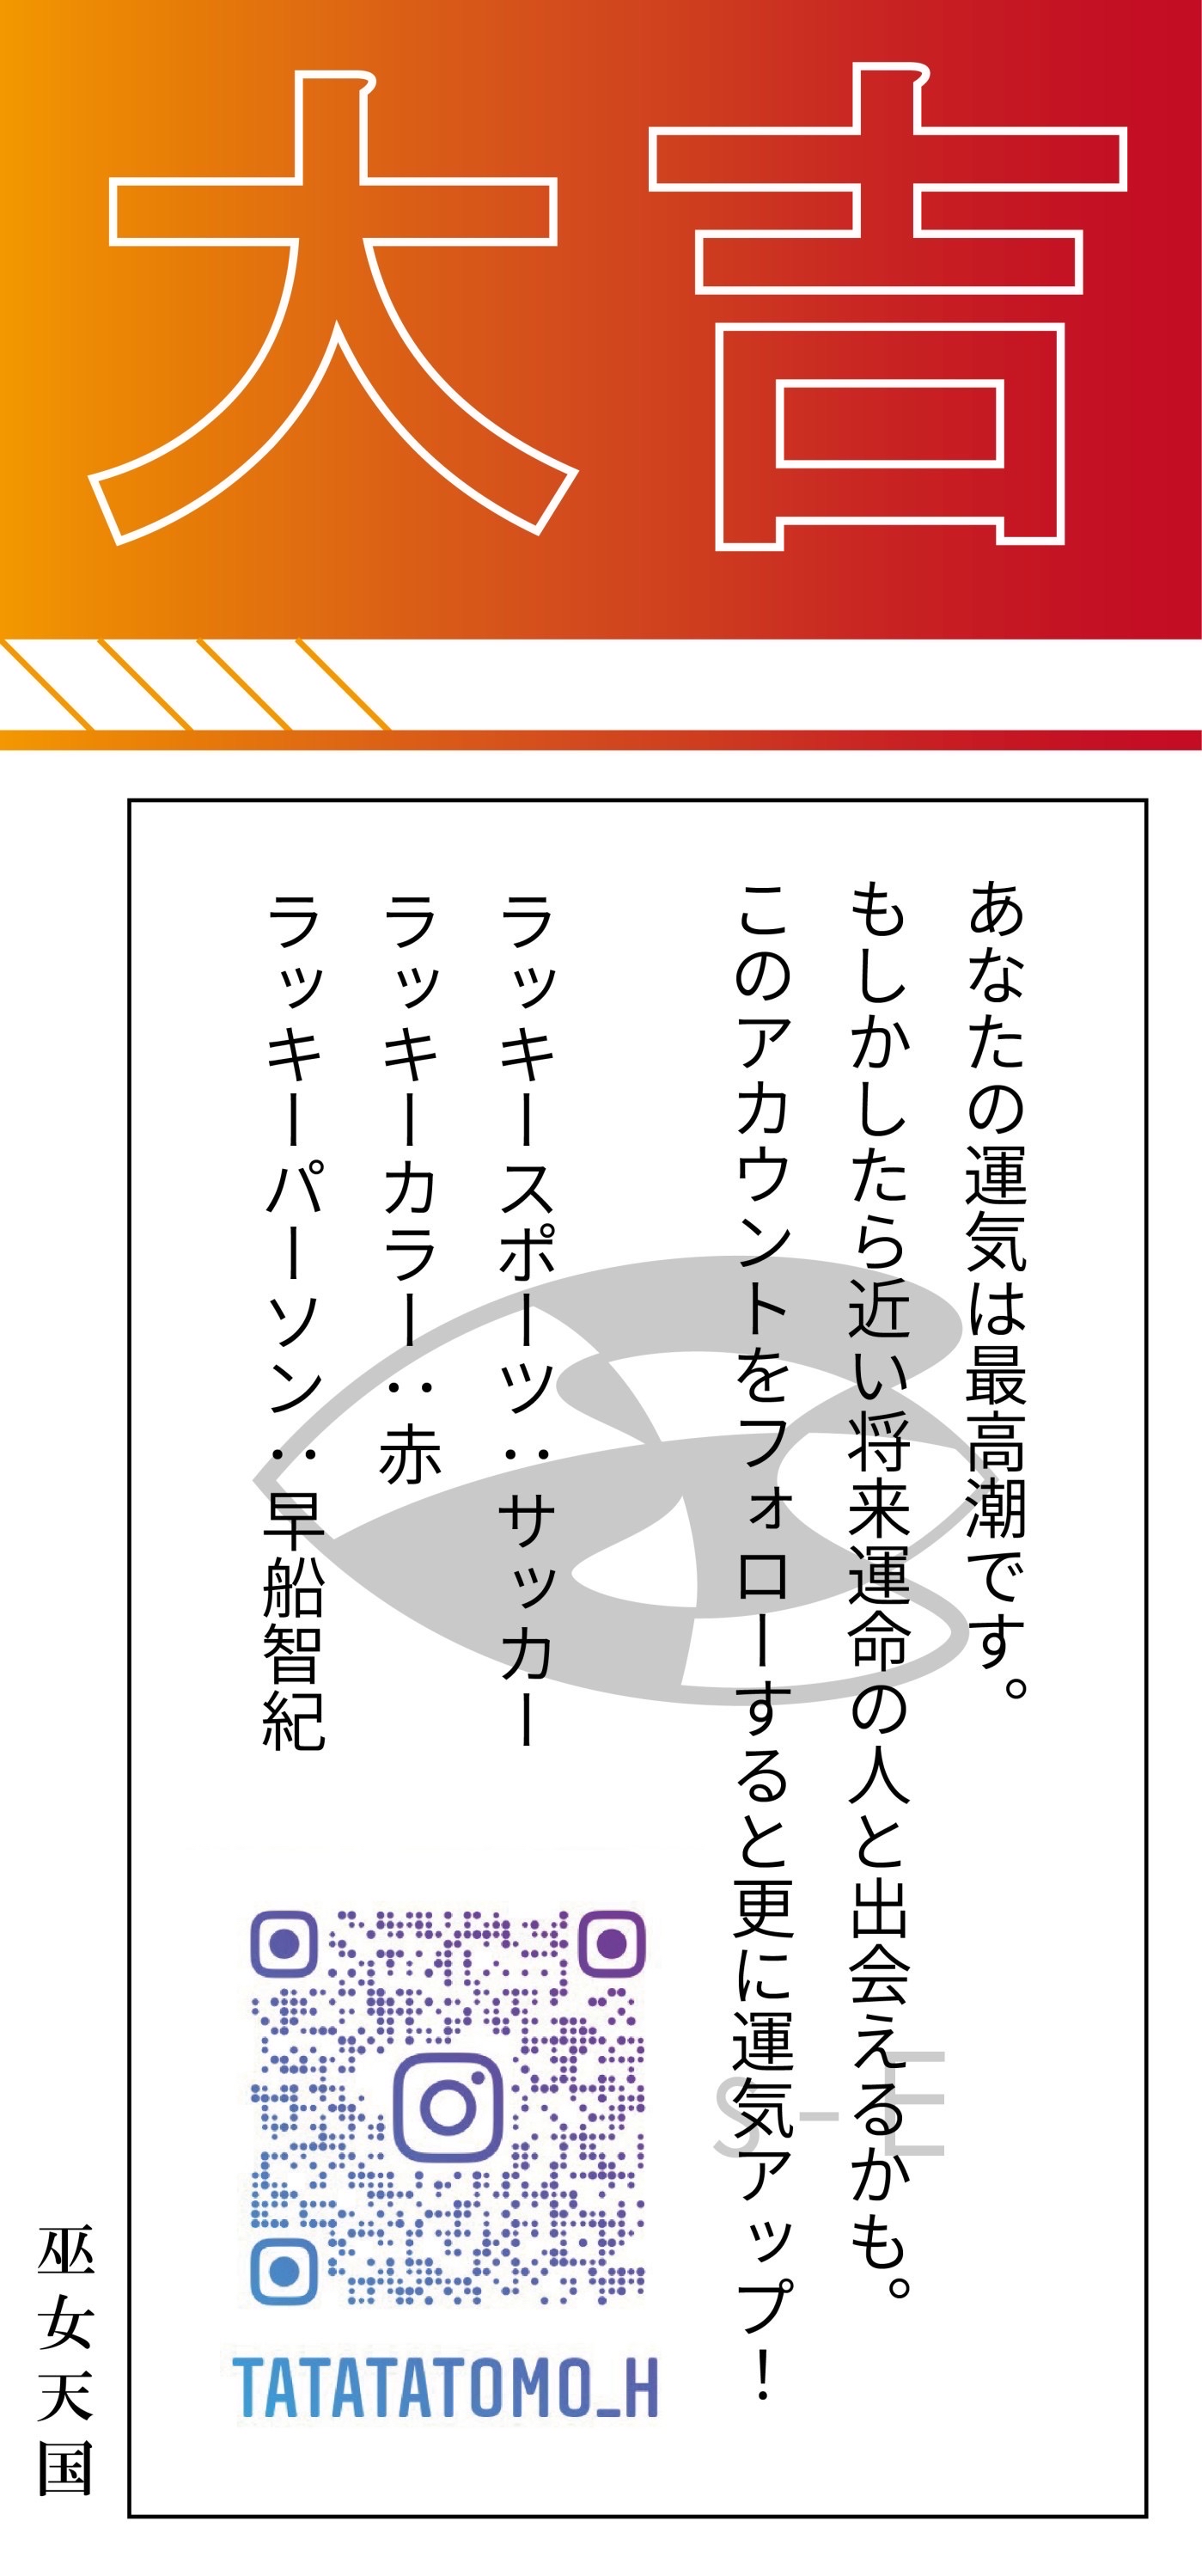 大吉
あなたの運気は最高潮です。
もしかしたら近い将来運命の人と出会えるかも。
このアカウントをフォローすると更に運気アップ！
ラッキースポーツ：サッカー
ラッキーカラー：赤
ラッキーパーソン：早船智紀
S-E
TATATATOMO_H
巫女天国